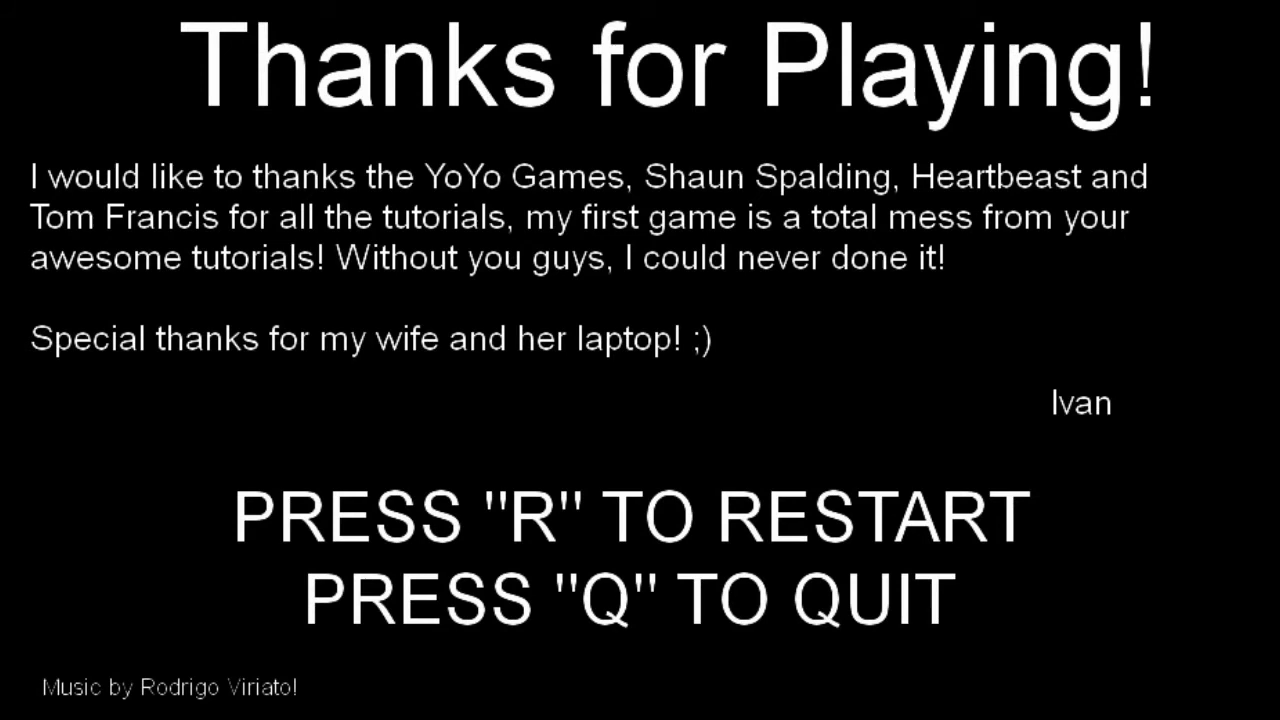 Thanks for Playing!
I would like to thanks the YoYo Games, Shaun Spalding, Heartbeast and
Tom Francis for all the tutorials, my first game is a total mess from your
awesome tutorials! Without you guys, I could never done it!
Special thanks for my wife and her laptop! ;)
Ivan
PRESS "R" TO RESTART
PRESS "Q" TO QUIT
Music by Rodrigo Viriato!